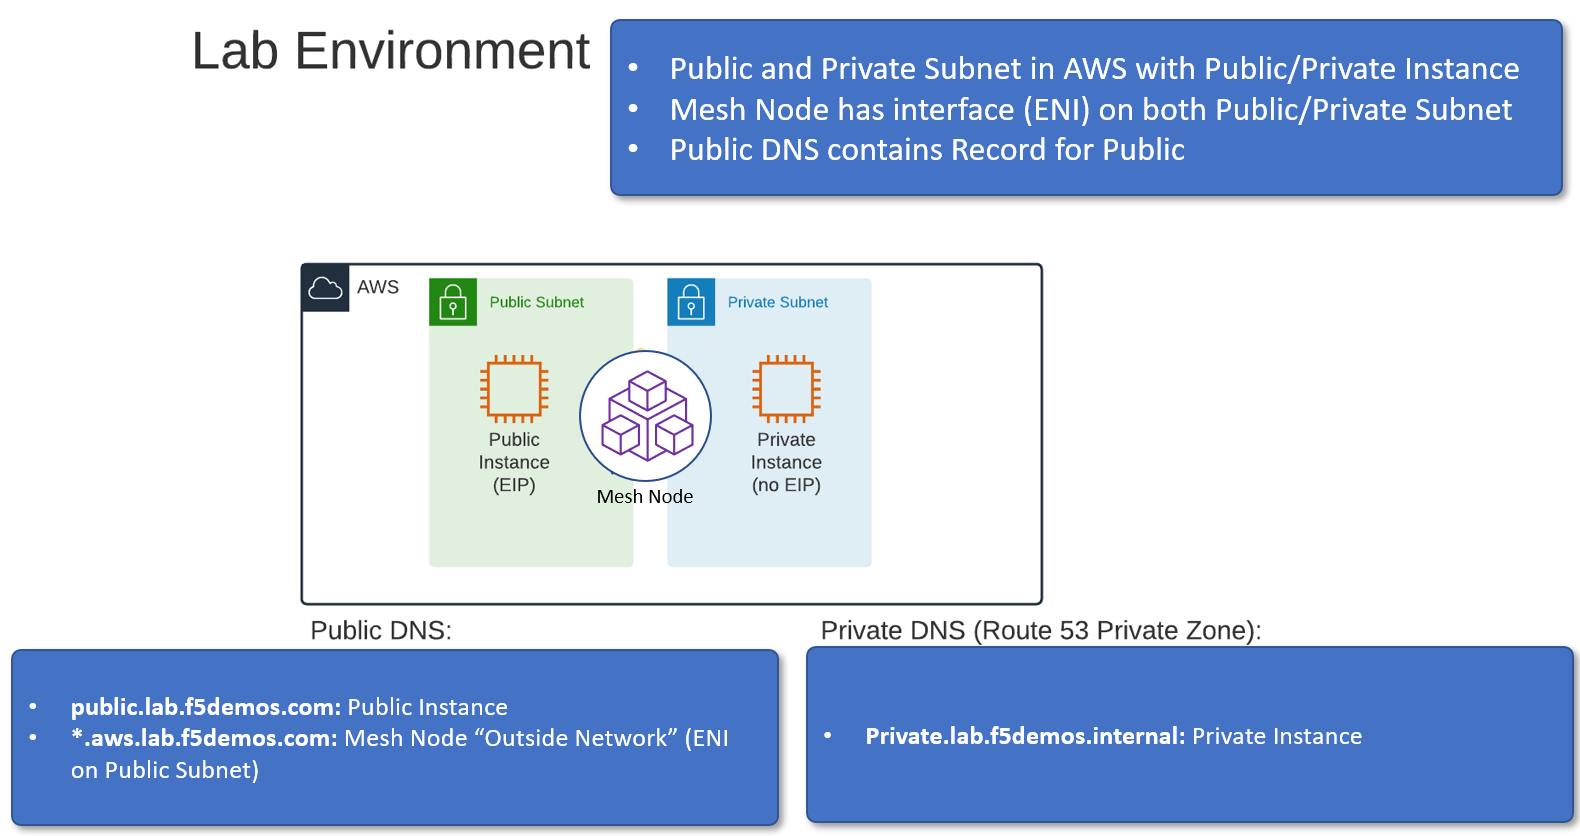 Lab Environment
• Public and Private Subnet in AWS with Public/Private Instance
• Mesh Node has interface (ENI) on both Public/Private Subnet
• Public DNS contains Record for Public
AWS
Public Subnet
Private Subnet
Public
Instance
(EIP)
Mesh Node
Private
Instance
(no EIP)
Public DNS:
• public.lab.f5demos.com: Public Instance
• *.aws.lab.f5demos.com: Mesh Node “Outside Network” (ENI
on Public Subnet)
Private DNS (Route 53 Private Zone):
• Private.lab.f5demos.internal: Private Instance